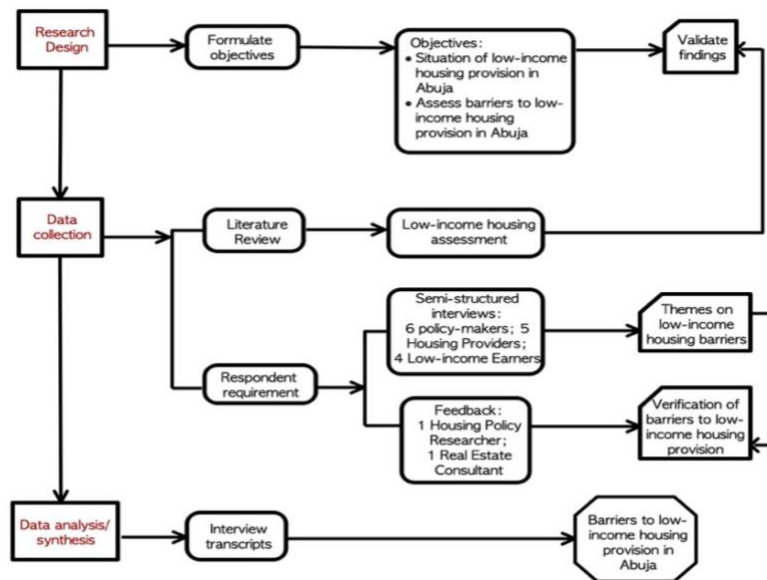 Research
Design
Formulate
objectives
Objectives:
• Situation of low-income
housing provision in
Abuja
• Assess barriers to low-
income housing
provision in Abuja
Validate
findings
Data
collection
Literature
Review
Low-income housing
assessment
Respondent
requirement
Semi-structured
interviews:
6 policy-makers; 5
Housing Providers;
4 Low-income Earners
Themes on
low-income
housing barriers
Feedback:
1 Housing Policy
Researcher;
1 Real Estate
Consultant
Verification of
barriers to low-
income housing
provision
Data analysis/
synthesis
Interview
transcripts
Barriers to low-
income housing
provision in
Abuja